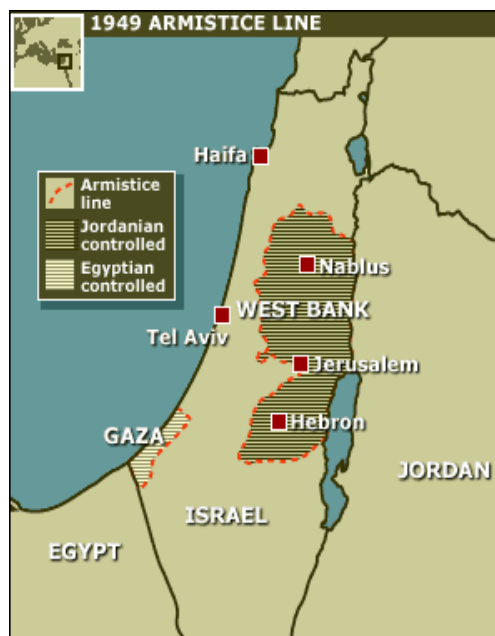 1949 ARMISTICE LINE
Haifa
Armistice
line
Jordanian
controlled
Egyptian
controlled
Nablus
WEST BANK
Tel Aviv
Jerusalem
Hebron
GAZA
JORDAN
ISRAEL
EGYPT